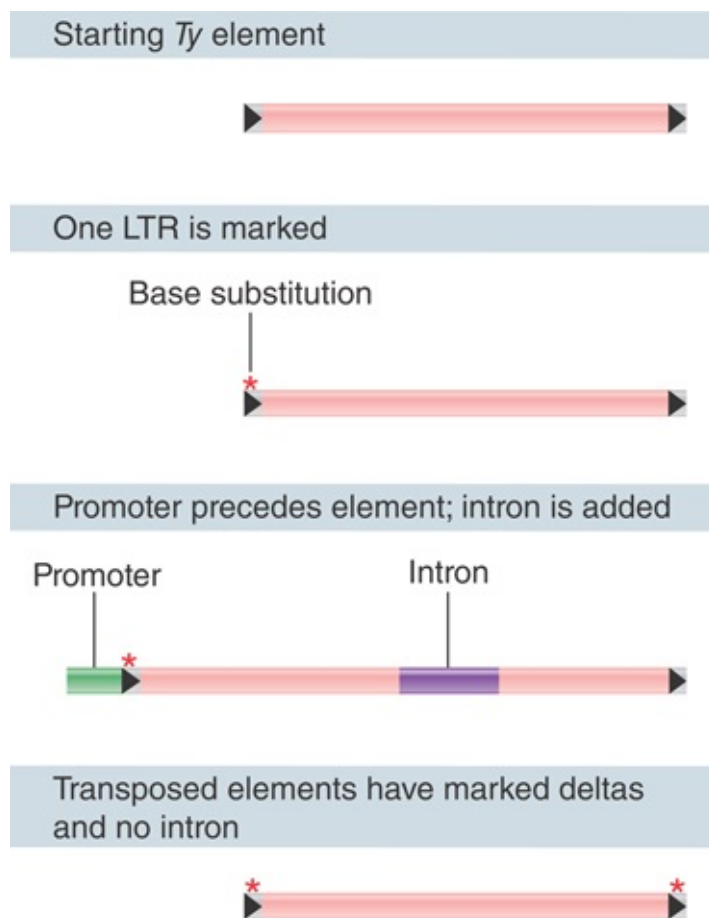 Starting Ty element
One LTR is marked
Base substitution
*
Promoter precedes element; intron is added
Promoter Intron
*
Transposed elements have marked deltas
and no intron
* *